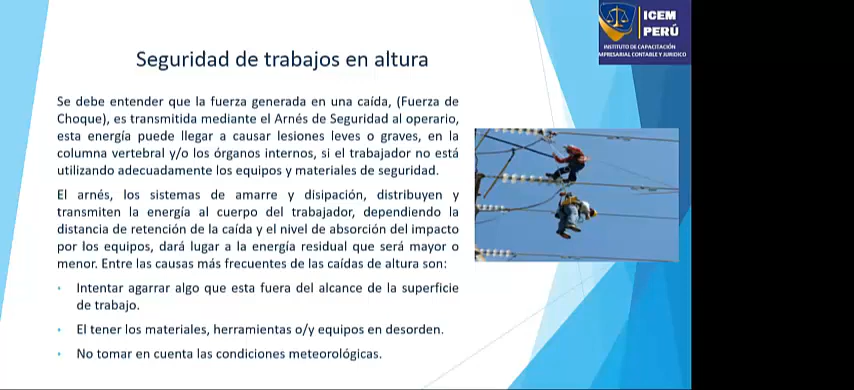 ICEM
PERÚ
INSTITUTO DE CAPACITACIÓN
EMPRESARIAL CONTABLE Y JURIDICO
Seguridad de trabajos en altura
Se debe entender que la fuerza generada en una caída, (Fuerza de
Choque), es transmitida mediante el Arnés de Seguridad al operario,
esta energía puede llegar a causar lesiones leves o graves, en la
columna vertebral y/o los órganos internos, si el trabajador no está
utilizando adecuadamente los equipos y materiales de seguridad.
El arnés, los sistemas de amarre y disipación, distribuyen y
transmiten la energía al cuerpo del trabajador, dependiendo la
distancia de retención de la caída y el nivel de absorción del impacto
por los equipos, dará lugar a la energía residual que será mayor o
menor. Entre las causas más frecuentes de las caídas de altura son:
• Intentar agarrar algo que esta fuera del alcance de la superficie
de trabajo.
• El tener los materiales, herramientas o/y equipos en desorden.
• No tomar en cuenta las condiciones meteorológicas.